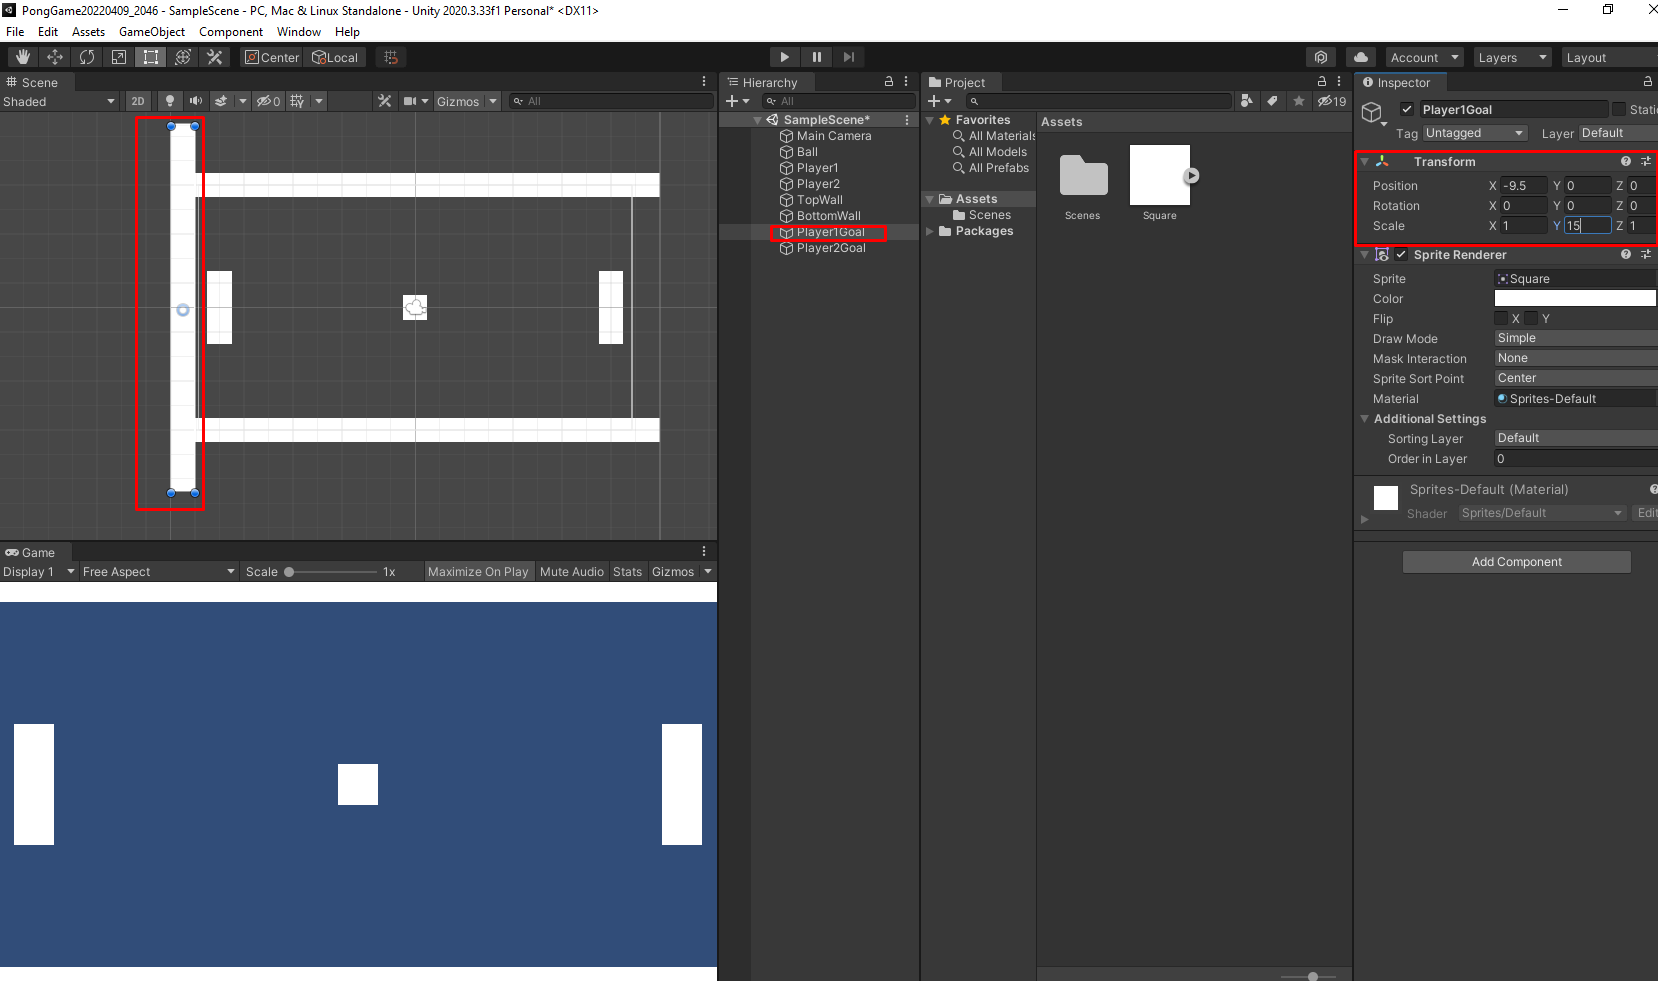 PongGame20220409_2046 - SampleScene - PC, Mac & Linux Standalone - Unity 2020.3.33f1 Personal* <DX11>
File Edit Assets GameObject Component Window Help
Center Local Account Layers Layout
Scene
Shaded 2D 0 Gizmos All
Hierarchy
All
SampleScene*
Main Camera
Ball
Player1
Player2
TopWall
BottomWall
Player1Goal
Player2Goal
Project
19
Favorites
All Materials
All Models
All Prefabs
Assets
Scenes
Packages
Assets
Scenes Square
Inspector
Player1Goal Stati
Tag Untagged Layer Default
Transform
Position X -9.5 Y 0 Z 0
Rotation X 0 Y 0 Z 0
Scale X 1 Y 15 Z 1
Sprite Renderer
Sprite Square
Color
Flip X Y
Draw Mode Simple
Mask Interaction None
Sprite Sort Point Center
Material Sprites-Default
Additional Settings
Sorting Layer Default
Order in Layer 0
Sprites-Default (Material)
Shader Sprites/Default Edit
Add Component
Game
Display 1 Free Aspect Scale 1x Maximize On Play Mute Audio Stats Gizmos